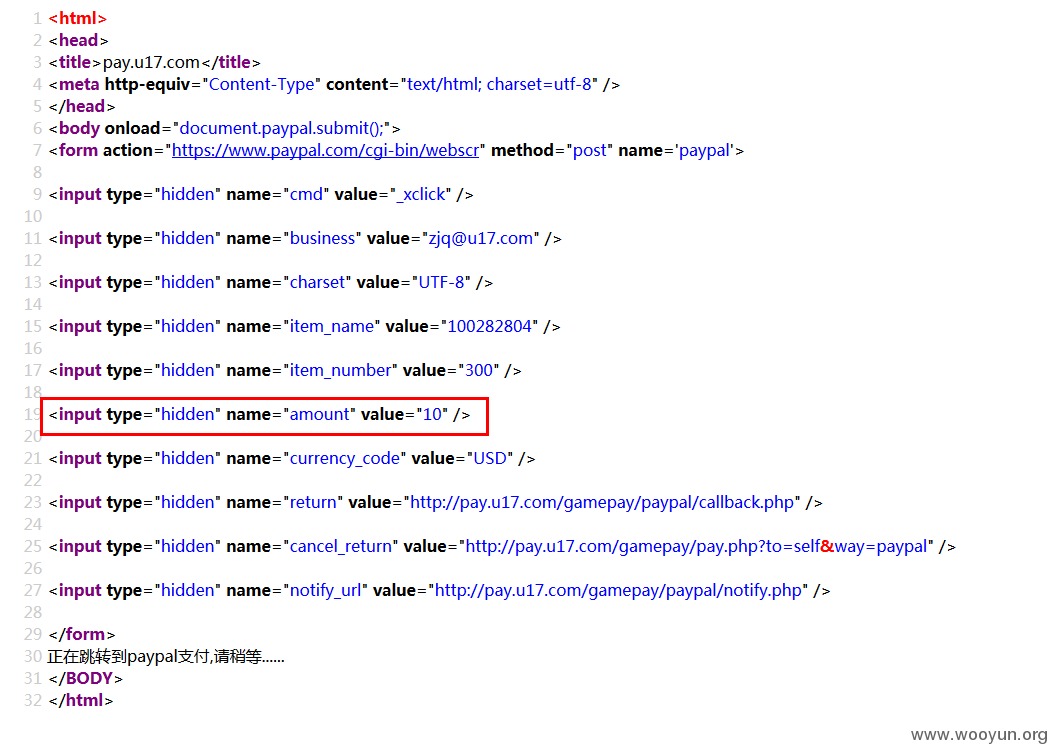 1 <html>
2 <head>
3 <title>pay.u17.com</title>
4 <meta http-equiv="Content-Type" content="text/html; charset=utf-8" />
5 </head>
6 <body onload="document.paypal.submit();">
7 <form action="https://www.paypal.com/cgi-bin/webscr" method="post" name='paypal'>
8
9 <input type="hidden" name="cmd" value="_xclick" />
10
11 <input type="hidden" name="business" value="zjq@u17.com" />
12
13 <input type="hidden" name="charset" value="UTF-8" />
14
15 <input type="hidden" name="item_name" value="100282804" />
16
17 <input type="hidden" name="item_number" value="300" />
18
19 <input type="hidden" name="amount" value="10" />
20
21 <input type="hidden" name="currency_code" value="USD" />
22
23 <input type="hidden" name="return" value="http://pay.u17.com/gamepay/paypal/callback.php" />
24
25 <input type="hidden" name="cancel_return" value="http://pay.u17.com/gamepay/pay.php?to=self&way=paypal" />
26
27 <input type="hidden" name="notify_url" value="http://pay.u17.com/gamepay/paypal/notify.php" />
28
29 </form>
30 正在跳转到paypal支付,请稍等......
31 </BODY>
32 </html>
www.wooyun.org